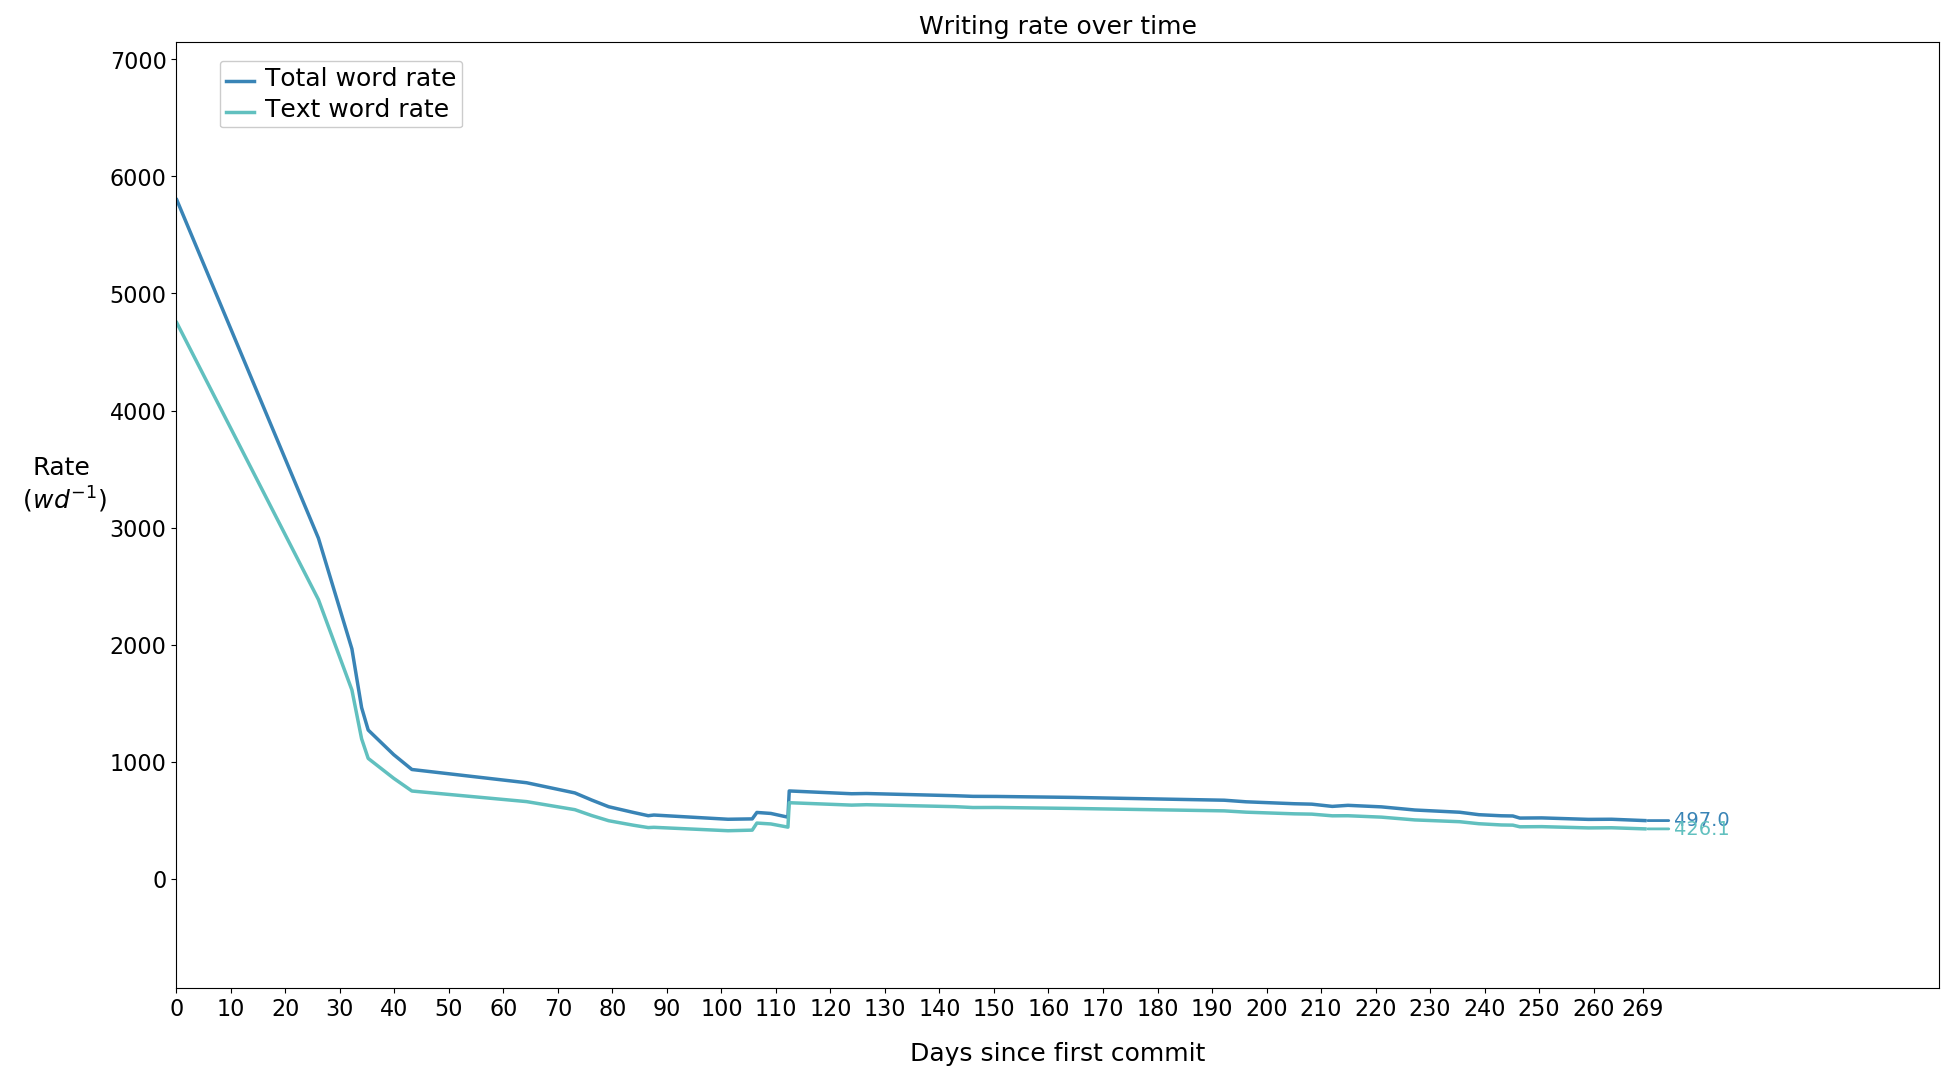 Writing rate over time
Total word rate
Text word rate
7000
6000
5000
4000
3000
2000
1000
0
Rate
(wd⁻¹)
497.0
426.1
0 10 20 30 40 50 60 70 80 90 100 110 120 130 140 150 160 170 180 190 200 210 220 230 240 250 260 269
Days since first commit